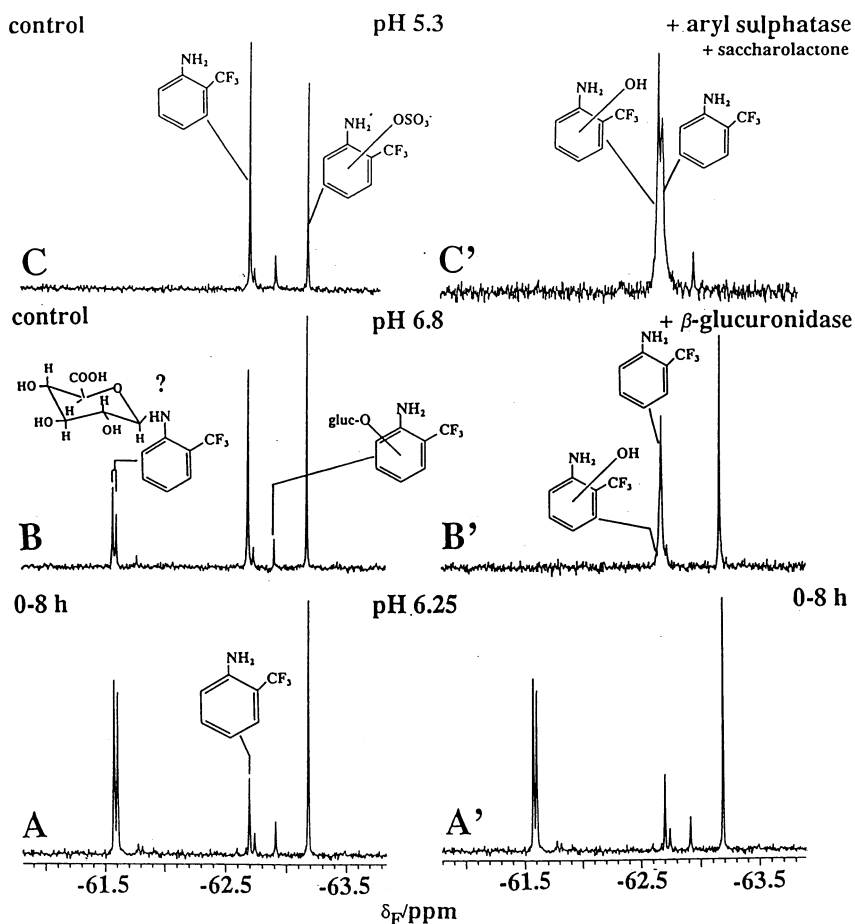 control pH 5.3 + aryl sulphatase
+ saccharolactone
NH₂
CF₃
NH₂
OSO₃⁻
CF₃
NH₂
OH
CF₃
NH₂
CF₃
C
C'
control pH 6.8 + β-glucuronidase
?
H
COOH
H
O
HO
H
HO
H
OH
H
HN
CF₃
gluc-O
NH₂
CF₃
NH₂
CF₃
NH₂
OH
CF₃
B
B'
0-8 h pH 6.25 0-8 h
NH₂
CF₃
A
A'
-61.5 -62.5 -63.5 -61.5 -62.5 -63.5
δF/ppm